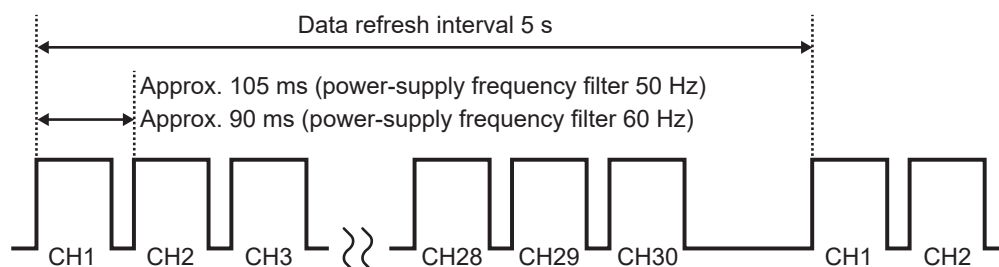 Data refresh interval 5 s
Approx. 105 ms (power-supply frequency filter 50 Hz)
Approx. 90 ms (power-supply frequency filter 60 Hz)
CH1 CH2 CH3 CH28 CH29 CH30 CH1 CH2